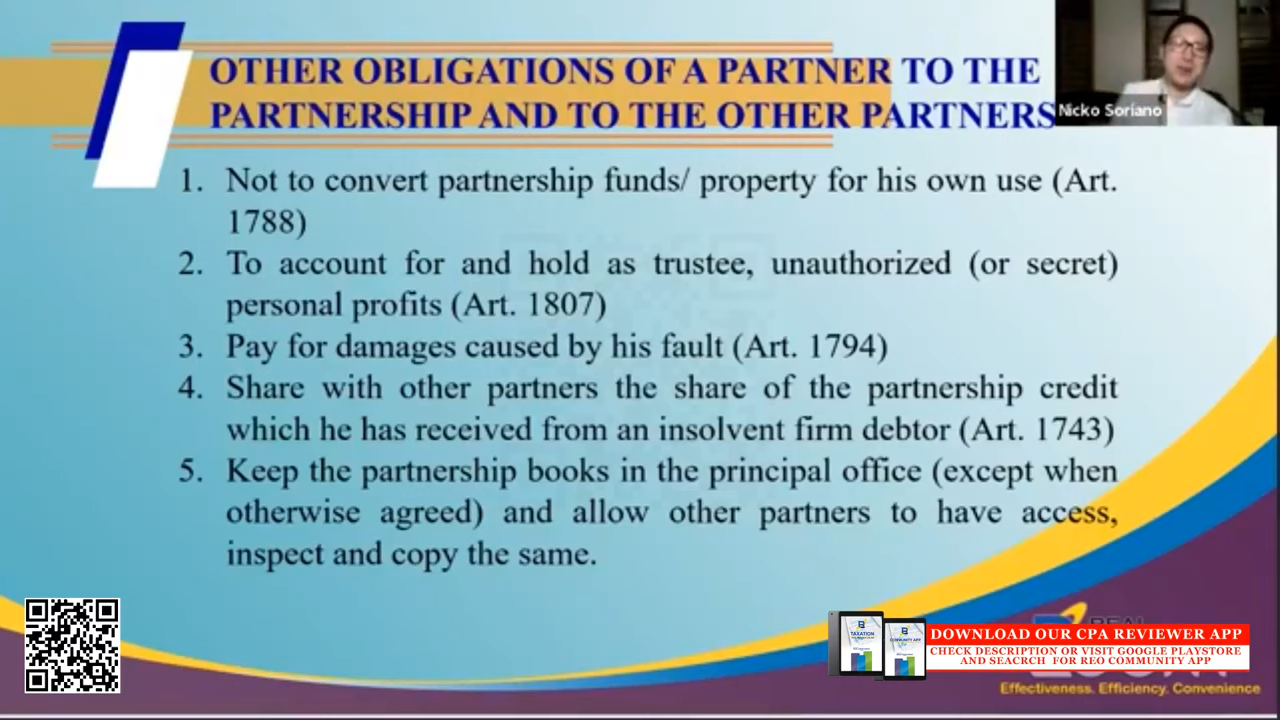 OTHER OBLIGATIONS OF A PARTNER TO THE
PARTNERSHIP AND TO THE OTHER PARTNERS
Nicko Soriano
1. Not to convert partnership funds/ property for his own use (Art.
1788)
2. To account for and hold as trustee, unauthorized (or secret)
personal profits (Art. 1807)
3. Pay for damages caused by his fault (Art. 1794)
4. Share with other partners the share of the partnership credit
which he has received from an insolvent firm debtor (Art. 1743)
5. Keep the partnership books in the principal office (except when
otherwise agreed) and allow other partners to have access,
inspect and copy the same.
TAXATION
COMMUNITY APP
DOWNLOAD OUR CPA REVIEWER APP
CHECK DESCRIPTION OR VISIT GOOGLE PLAYSTORE
AND SEACRCH FOR REO COMMUNITY APP
Effectiveness. Efficiency. Convenience